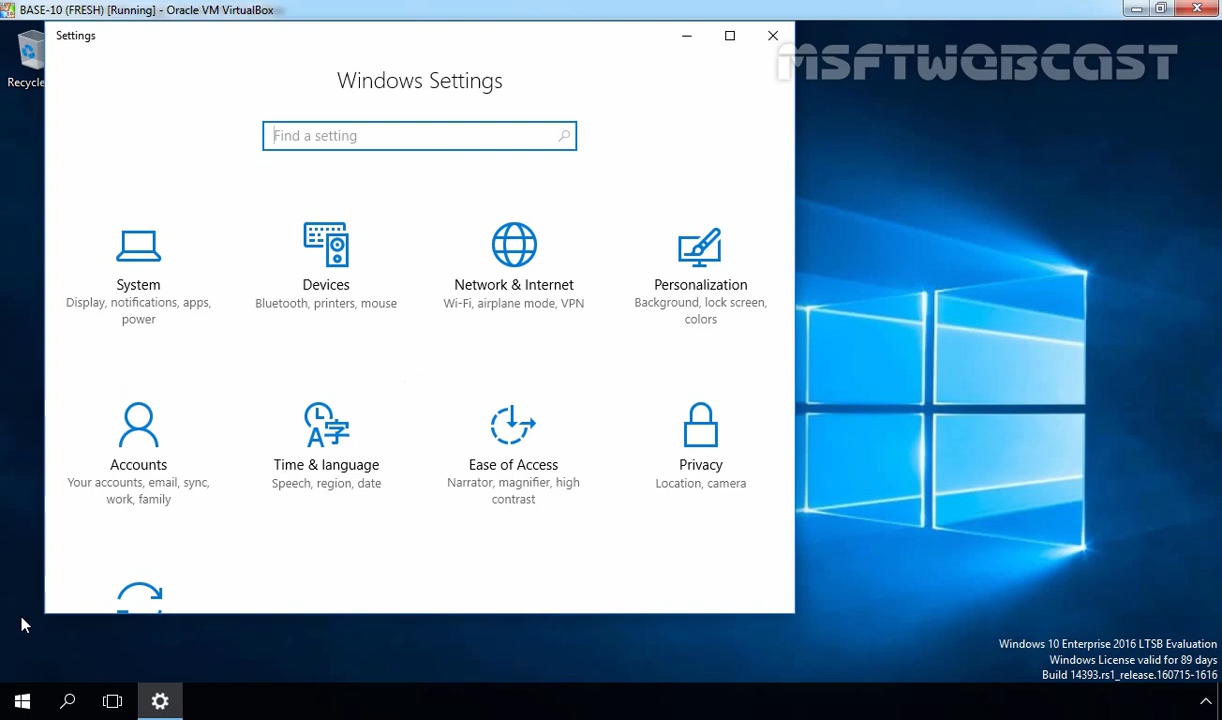 BASE-10 (FRESH) [Running] - Oracle VM VirtualBox
Recycle
Settings
MSFTWEBCAST
Windows Settings
Find a setting
System
Display, notifications, apps,
power
Devices
Bluetooth, printers, mouse
Network & Internet
Wi-Fi, airplane mode, VPN
Personalization
Background, lock screen,
colors
Accounts
Your accounts, email, sync,
work, family
Time & language
Speech, region, date
Ease of Access
Narrator, magnifier, high
contrast
Privacy
Location, camera
Windows 10 Enterprise 2016 LTSB Evaluation
Windows License valid for 89 days
Build 14393.rs1_release.160715-1616